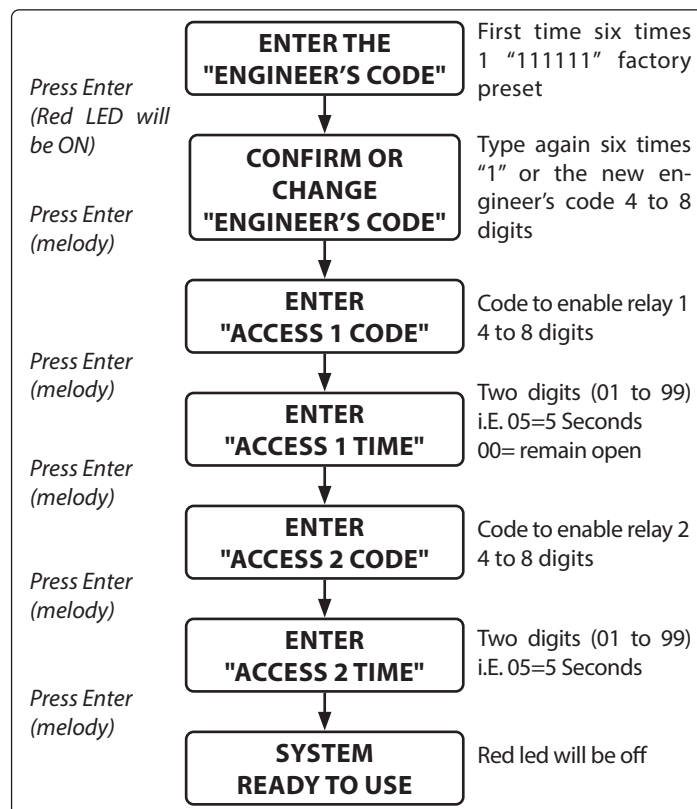 ENTER THE
"ENGINEER’S CODE"
First time six times
1 “111111” factory
preset
Press Enter
(Red LED will
be ON)
CONFIRM OR
CHANGE
"ENGINEER’S CODE"
Type again six times
“1” or the new en-
gineer’s code 4 to 8
digits
Press Enter
(melody)
ENTER
"ACCESS 1 CODE"
Code to enable relay 1
4 to 8 digits
Press Enter
(melody)
ENTER
"ACCESS 1 TIME"
Two digits (01 to 99)
i.E. 05=5 Seconds
00= remain open
Press Enter
(melody)
ENTER
"ACCESS 2 CODE"
Code to enable relay 2
4 to 8 digits
Press Enter
(melody)
ENTER
"ACCESS 2 TIME"
Two digits (01 to 99)
i.E. 05=5 Seconds
Press Enter
(melody)
SYSTEM
READY TO USE
Red led will be off